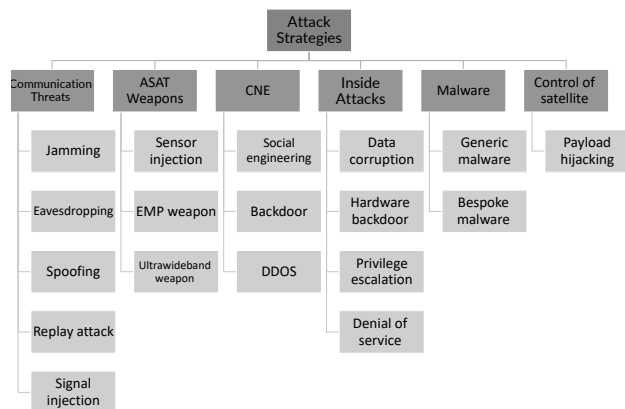 Attack
Strategies
Communication
Threats
ASAT
Weapons
CNE
Inside
Attacks
Malware
Control of
satellite
Jamming
Eavesdropping
Spoofing
Replay attack
Signal
injection
Sensor
injection
EMP weapon
Ultrawideband
weapon
Social
engineering
Backdoor
DDOS
Data
corruption
Hardware
backdoor
Privilege
escalation
Denial of
service
Generic
malware
Bespoke
malware
Payload
hijacking